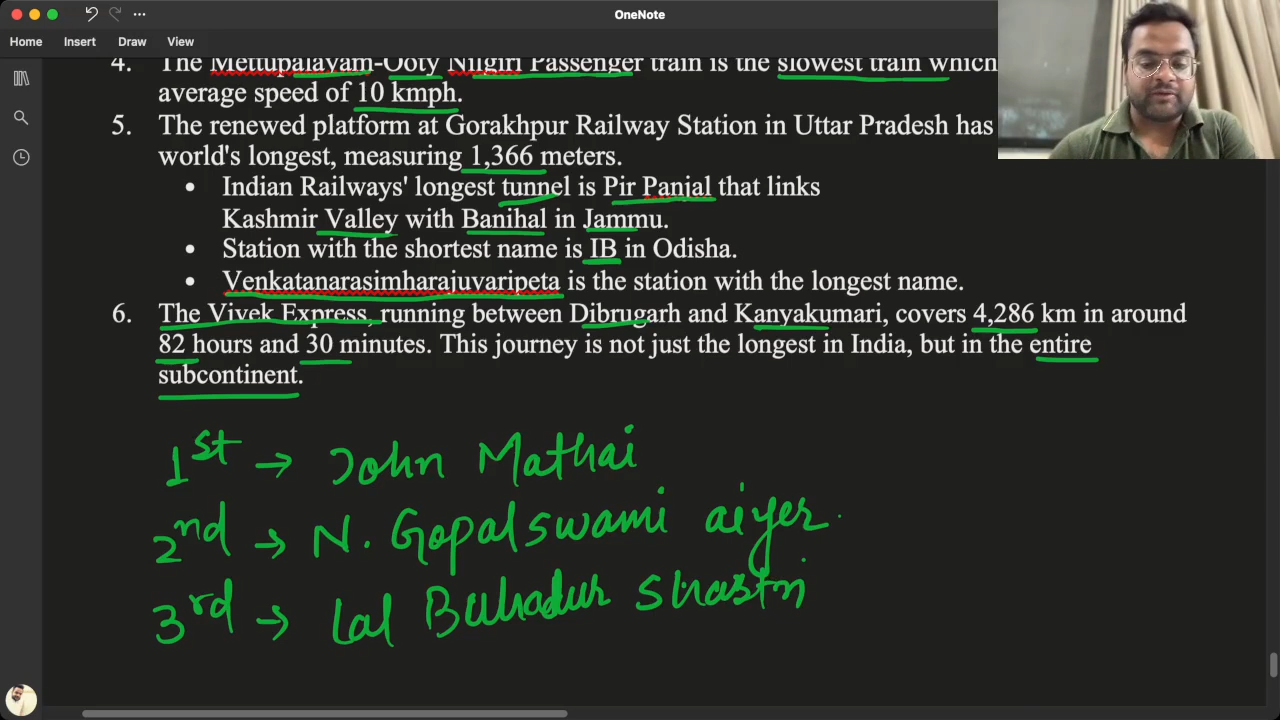 OneNote
Home Insert Draw View
4. The Mettupalayam-Ooty Nilgiri Passenger train is the slowest train which
average speed of 10 kmph.
5. The renewed platform at Gorakhpur Railway Station in Uttar Pradesh has
world's longest, measuring 1,366 meters.
• Indian Railways' longest tunnel is Pir Panjal that links
Kashmir Valley with Banihal in Jammu.
• Station with the shortest name is IB in Odisha.
• Venkatanarasimharajuvaripeta is the station with the longest name.
6. The Vivek Express, running between Dibrugarh and Kanyakumari, covers 4,286 km in around
82 hours and 30 minutes. This journey is not just the longest in India, but in the entire
subcontinent.
1st → John Mathai
2nd → N. Gopalswami aiyer.
3rd → Lal Bahadur Shastri